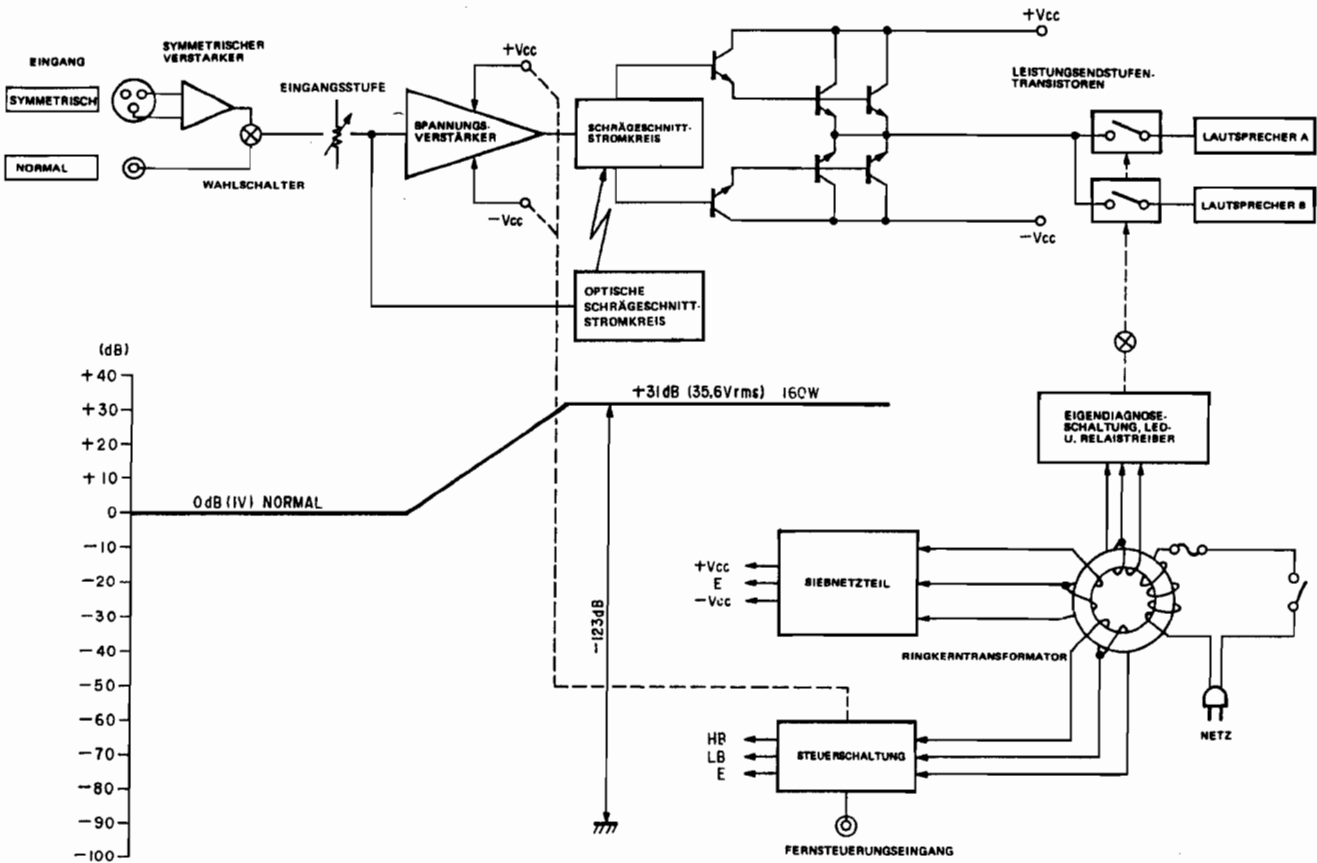 EINGANG
SYMMETRISCH
NORMAL
SYMMETRISCHER
VERSTARKER
WAHLSCHALTER
EINGANGSSTUFE
SPANNUNGS-
VERSTÄRKER
+Vcc
−Vcc
SCHRÄGESCHNITT-
STROMKREIS
OPTISCHE
SCHRÄGESCHNITT-
STROMKREIS
+Vcc
−Vcc
LEISTUNGSENDSTUFEN-
TRANSISTOREN
LAUTSPRECHER A
LAUTSPRECHER B
EIGENDIAGNOSE-
SCHALTUNG, LED-
U. RELAISTREIBER
(dB)
+40
+30
+20
+10
0
−10
−20
−30
−40
−50
−60
−70
−80
−90
−100
0dB (1V) NORMAL
+31dB (35.6Vrms) 160W
−123dB
+Vcc
E
−Vcc
SIEBNETZTEIL
RINGKERNTRANSFORMATOR
NETZ
HB
LB
E
STEUERSCHALTUNG
FERNSTEUERUNGSEINGANG